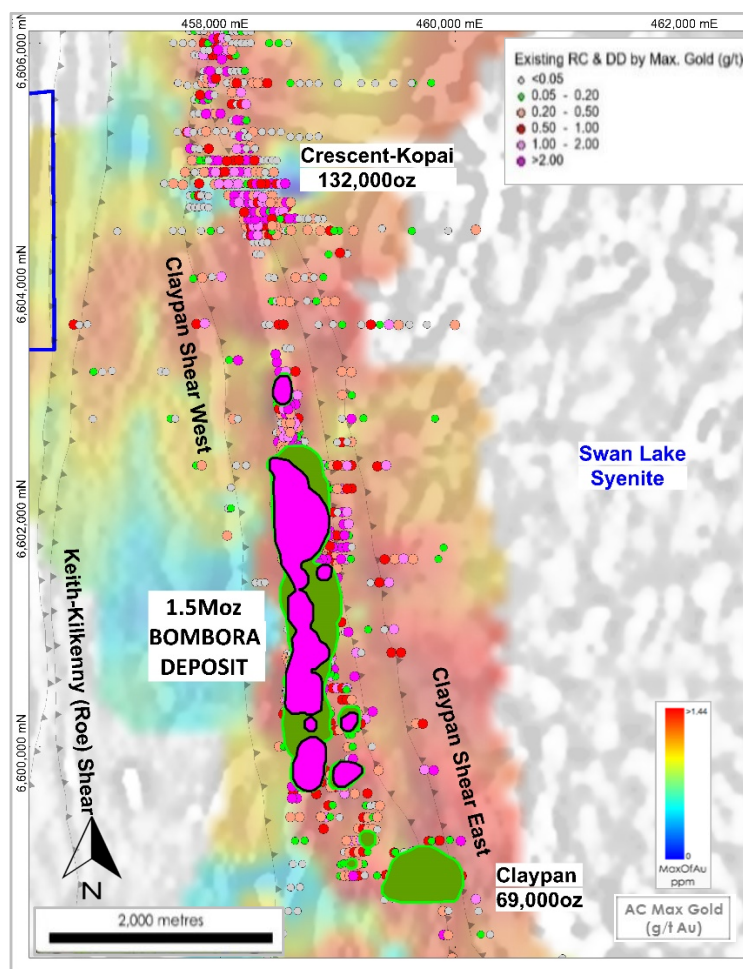 458,000 mE
460,000 mE
462,000 mE
6,606,000 mN
6,604,000 mN
6,602,000 mN
6,600,000 mN
Existing RC & DD by Max. Gold (g/t)
<0.05
0.05 - 0.20
0.20 - 0.50
0.50 - 1.00
1.00 - 2.00
>2.00
Crescent-Kopai
132,000oz
Claypan Shear West
Swan Lake
Syenite
Keith-Kilkenny (Roe) Shear
1.5Moz
BOMBORA
DEPOSIT
Claypan Shear East
>1.44
0
MaxOfAu
ppm
AC Max Gold
(g/t Au)
Claypan
69,000oz
N
2,000 metres